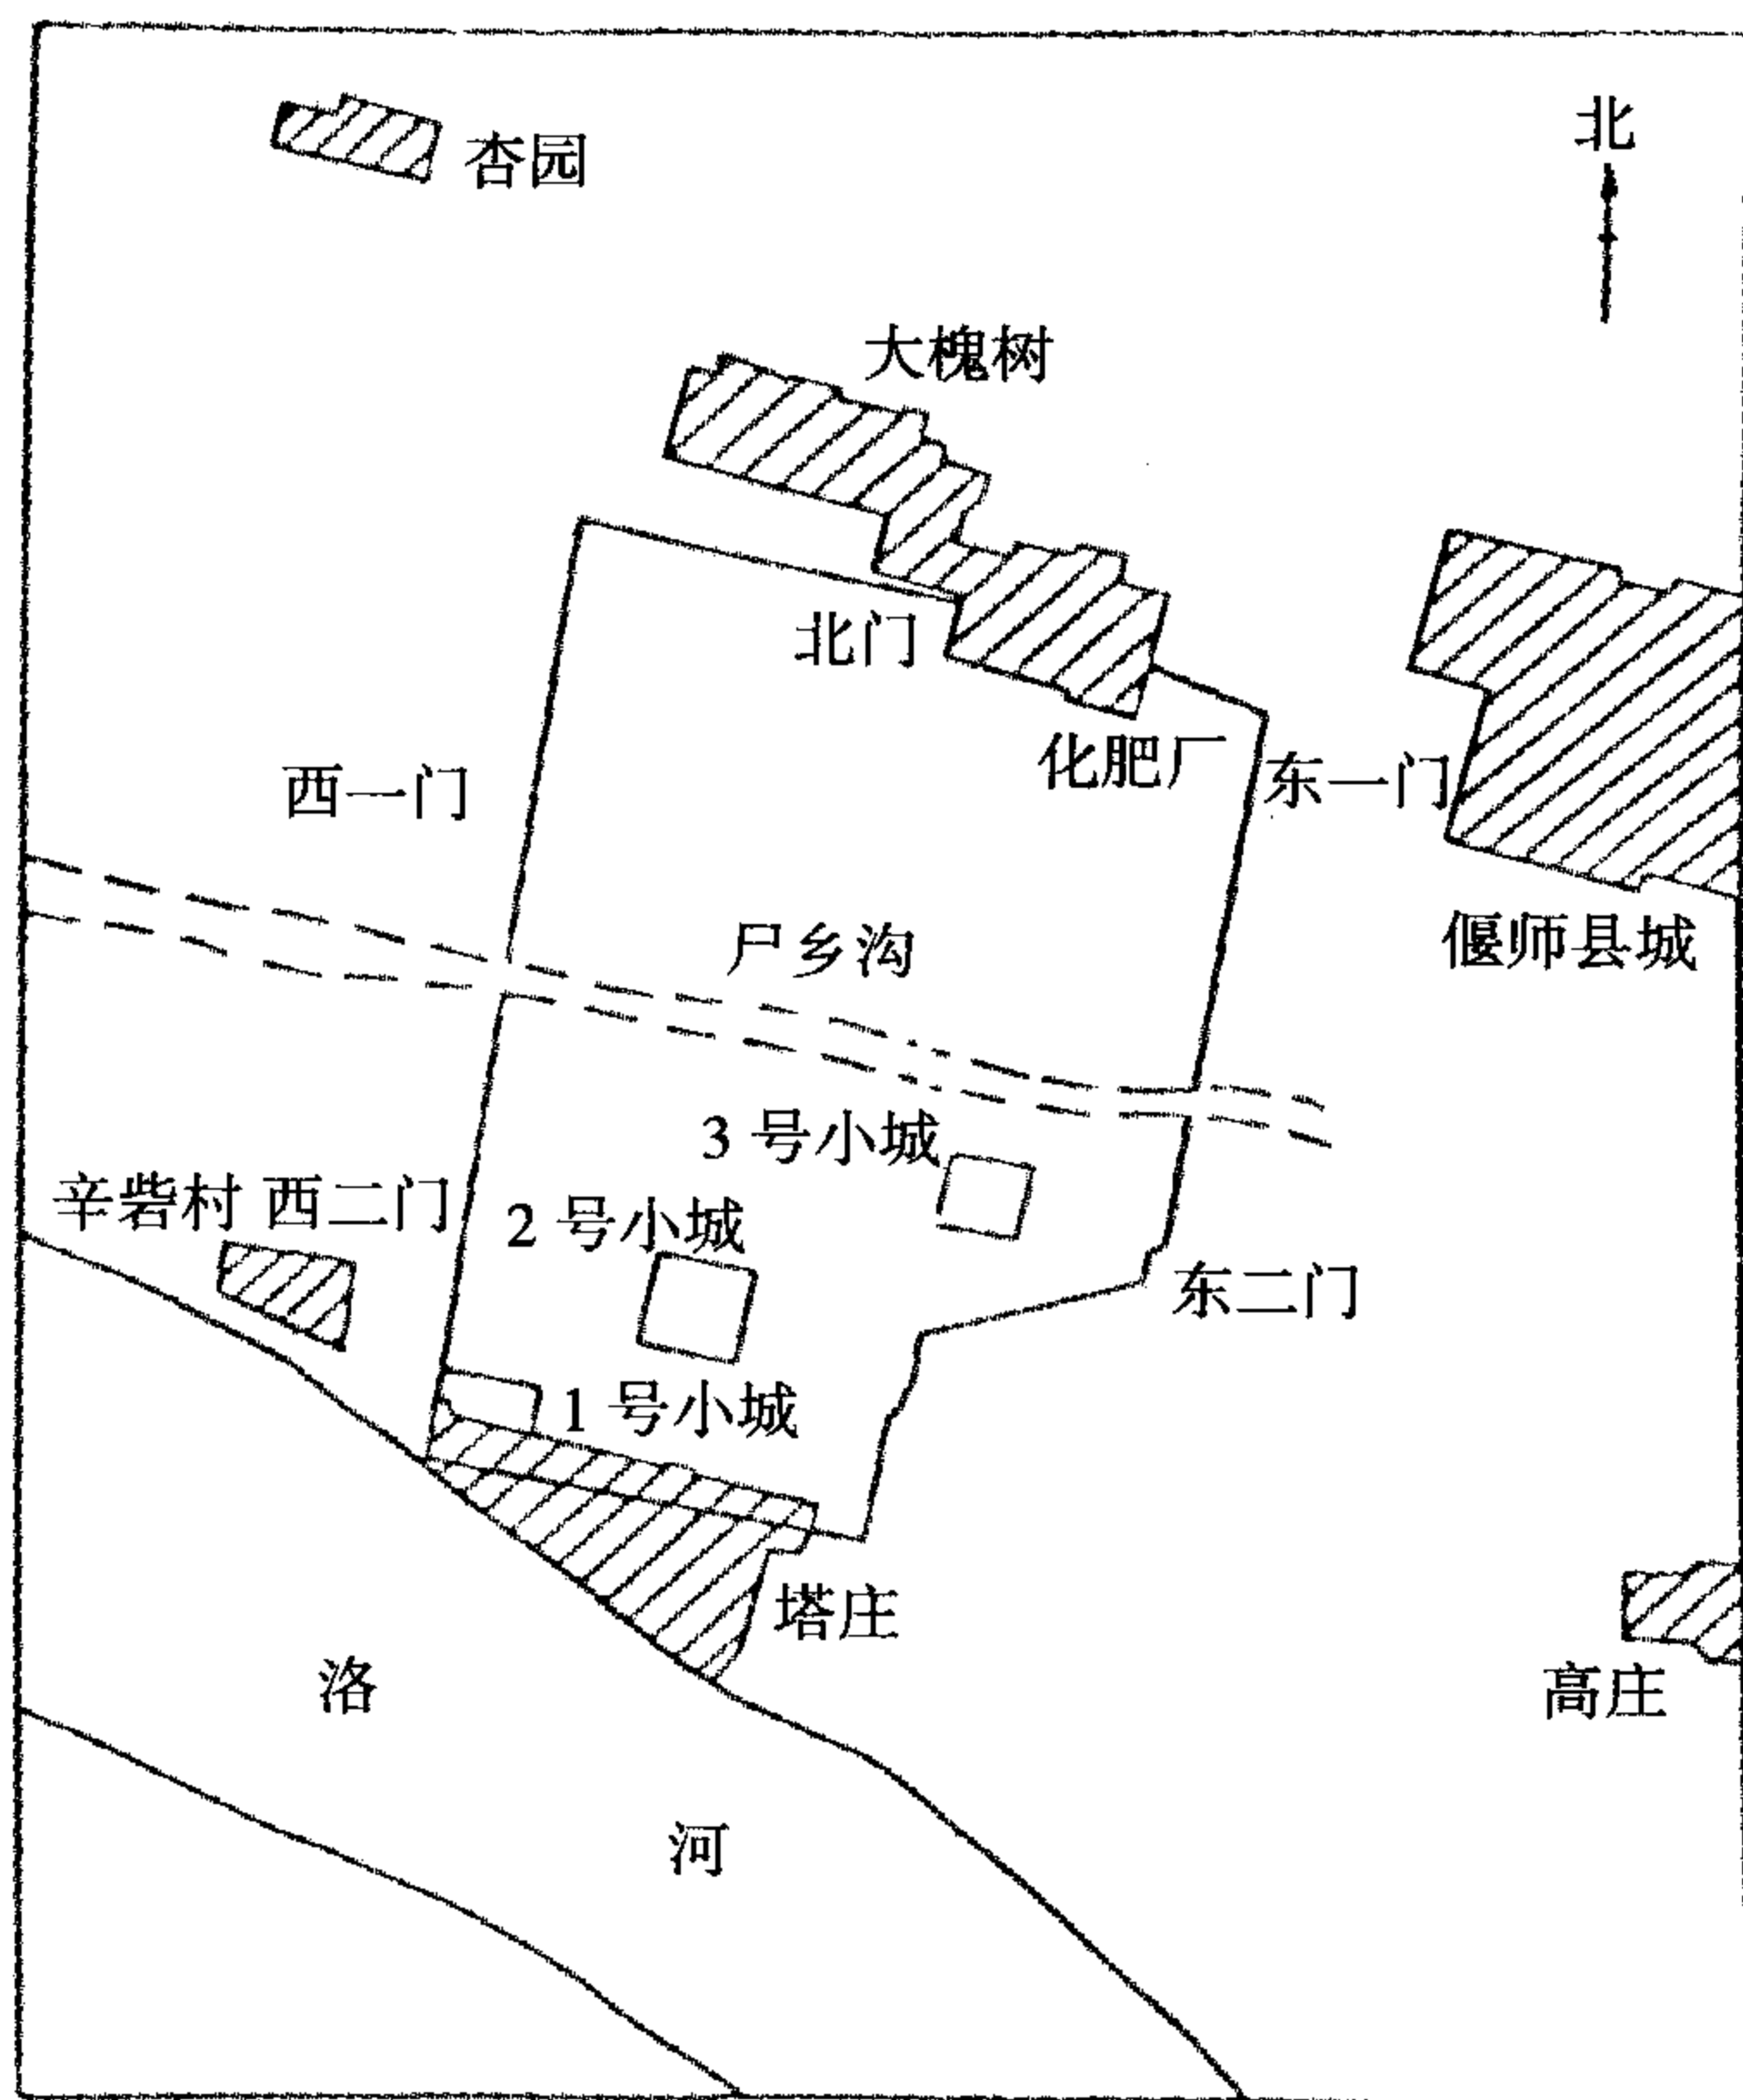 北
杏园
大槐树
北门
化肥厂
西一门
东一门
尸乡沟
偃师县城
3号小城
辛砦村 西二门
2号小城
东二门
1号小城
塔庄
洛
高庄
河